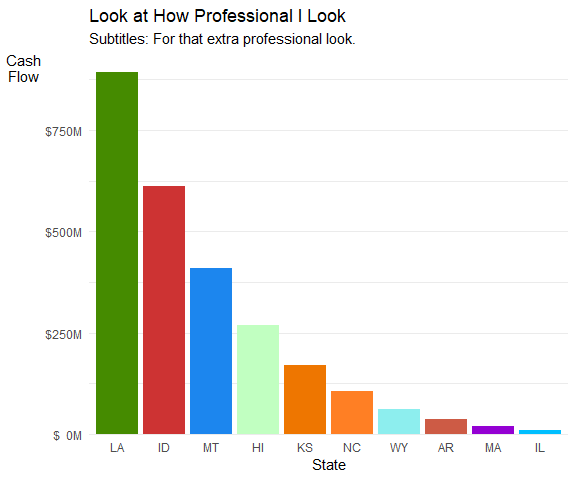 Look at How Professional I Look
Subtitles: For that extra professional look.
Cash
Flow
$750M
$500M
$250M
$  0M
LA ID MT HI KS NC WY AR MA IL
State